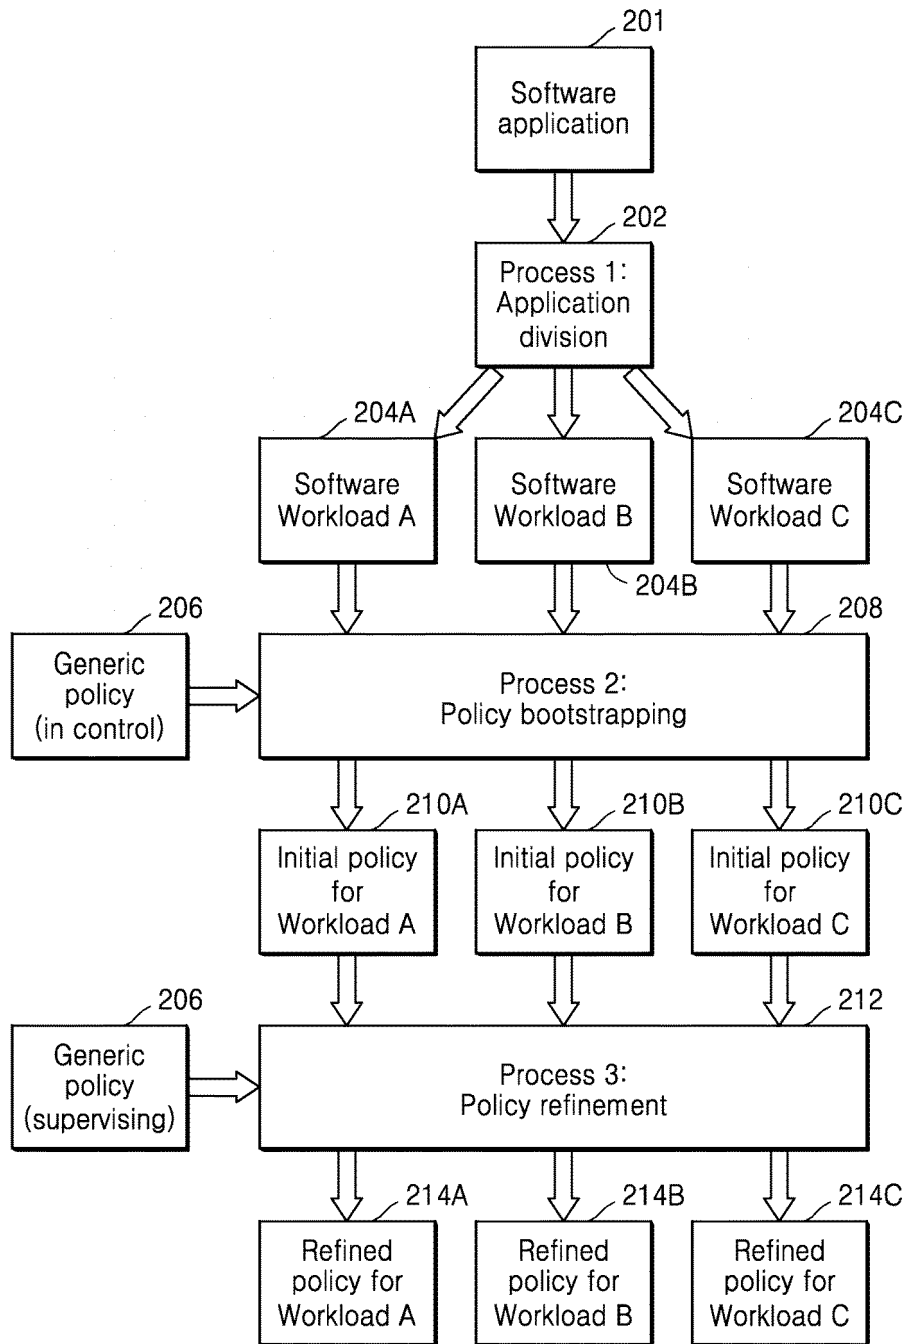 201
Software
application
202
Process 1:
Application
division
204A
204C
Software
Workload A
Software
Workload B
Software
Workload C
204B
206
208
Generic
policy
(in control)
Process 2:
Policy bootstrapping
210A
210B
210C
Initial policy
for
Workload A
Initial policy
for
Workload B
Initial policy
for
Workload C
206
212
Generic
policy
(supervising)
Process 3:
Policy refinement
214A
214B
214C
Refined
policy for
Workload A
Refined
policy for
Workload B
Refined
policy for
Workload C